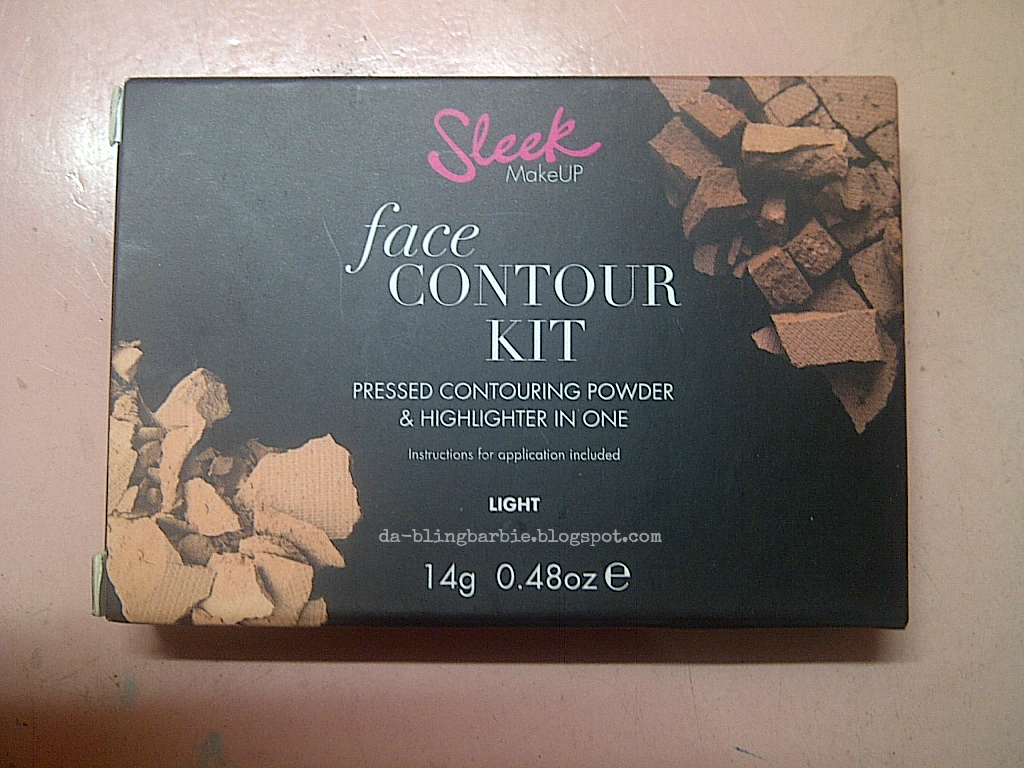 Sleek
MakeUP
face
CONTOUR
KIT
PRESSED CONTOURING POWDER
& HIGHLIGHTER IN ONE
Instructions for application included
LIGHT
da-blingbarbie.blogspot.com
14g 0.48oz ℮